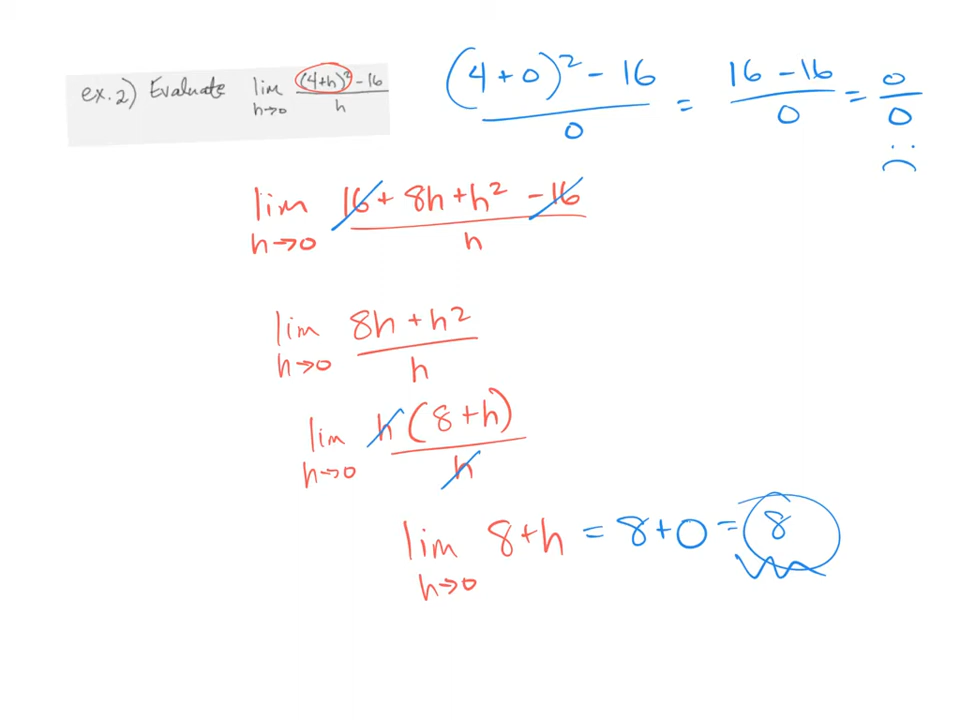 ex. 2) Evaluate lim h→0 ((4+h)² - 16)/h
((4+0)² - 16)/0 = (16 - 16)/0 = 0/0
lim h→0 (16 + 8h + h² - 16)/h
lim h→0 (8h + h²)/h
lim h→0 h(8+h)/h
lim h→0 8+h = 8+0 = 8